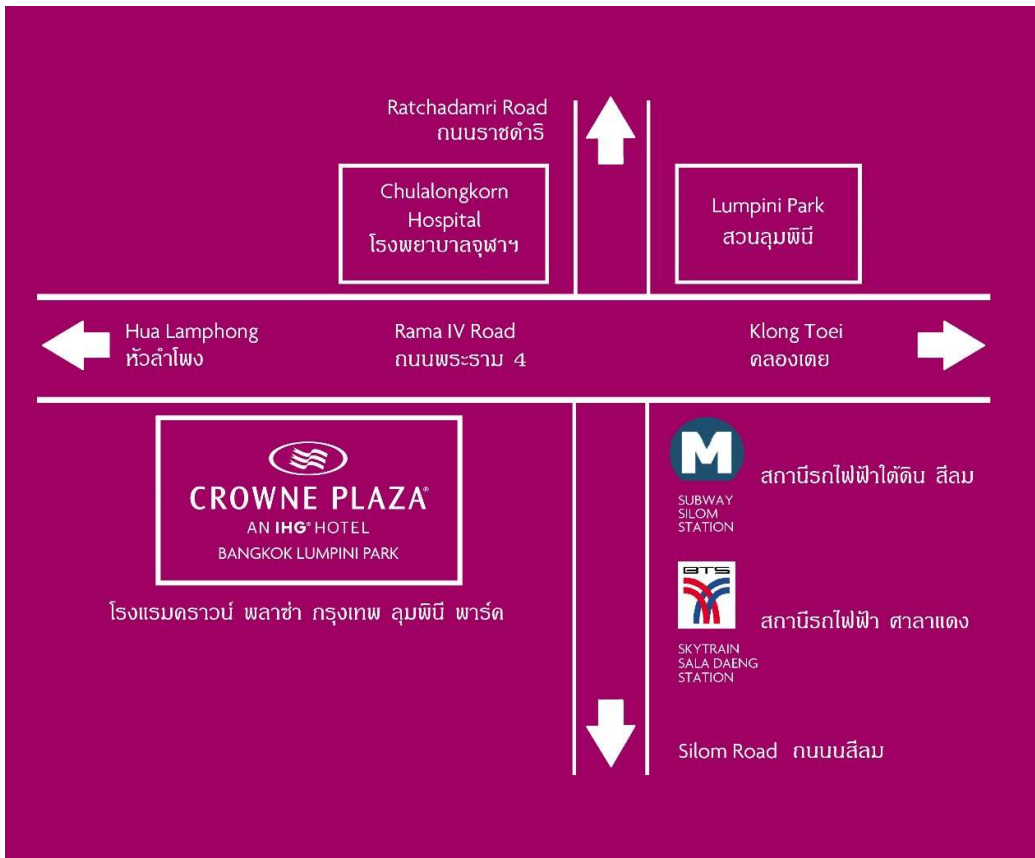 Ratchadamri Road
ถนนราชดำริ
Chulalongkorn
Hospital
โรงพยาบาลจุฬาฯ
Lumpini Park
สวนลุมพินี
Hua Lamphong
หัวลำโพง
Rama IV Road
ถนนพระราม 4
Klong Toei
คลองเตย
CROWNE PLAZA®
AN IHG® HOTEL
BANGKOK LUMPINI PARK
โรงแรมคราวน์ พลาซ่า กรุงเทพ ลุมพินี พาร์ค
M
SUBWAY
SILOM
STATION
สถานีรถไฟฟ้าใต้ดิน สีลม
BTS
SKYTRAIN
SALA DAENG
STATION
สถานีรถไฟฟ้า ศาลาแดง
Silom Road ถนนนสีลม